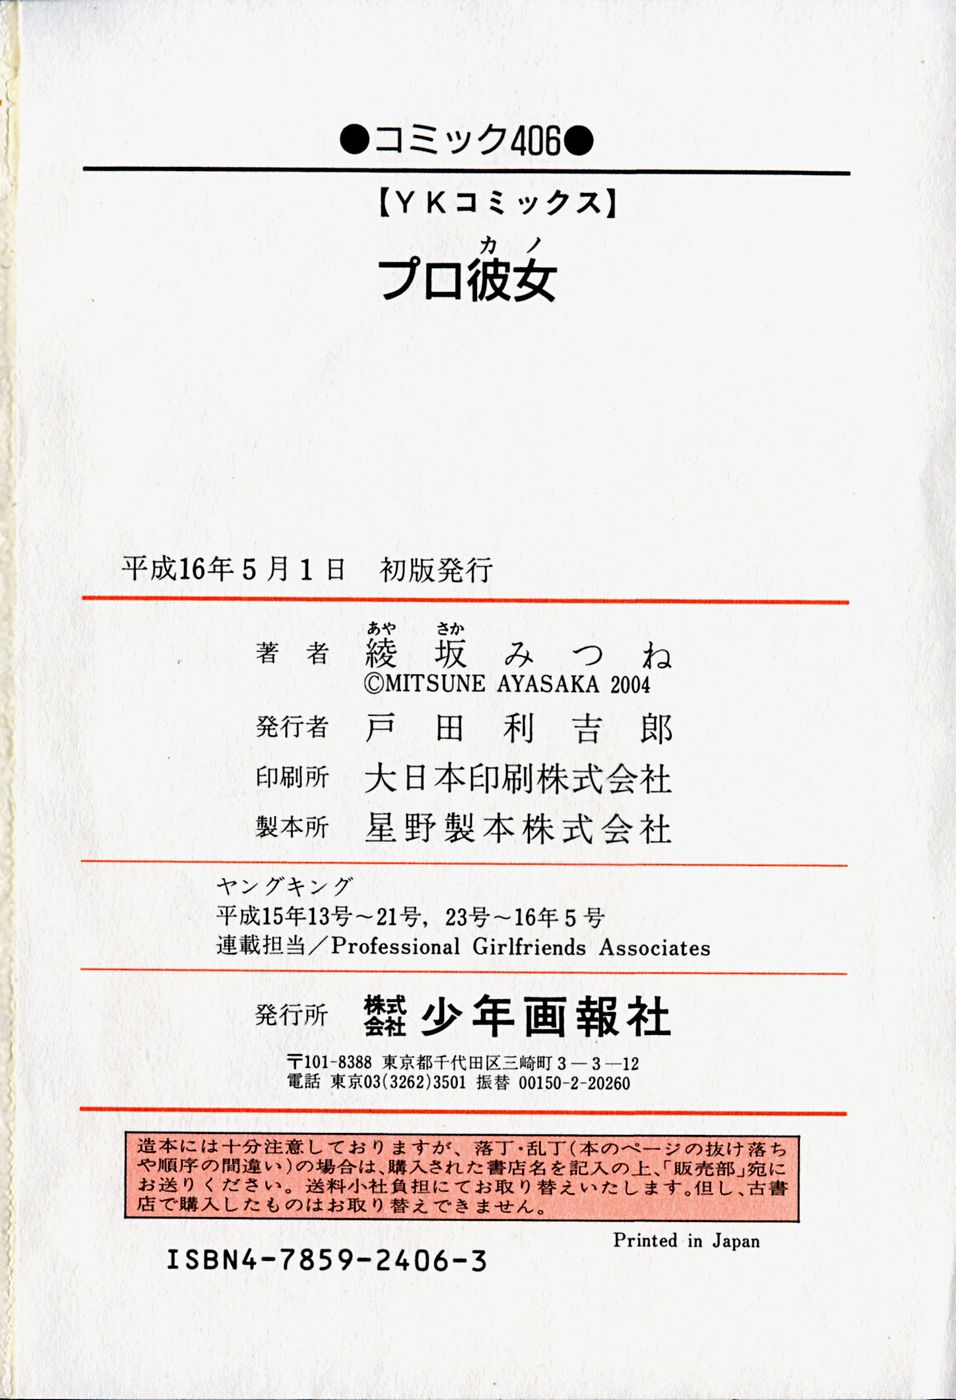 ●コミック406●
【YKコミックス】
カノ
プロ彼女
平成16年5月1日　初版発行
あや　さか
著者　綾坂みつね
©MITSUNE AYASAKA 2004
発行者　戸田利吉郎
印刷所　大日本印刷株式会社
製本所　星野製本株式会社
ヤングキング
平成15年13号～21号，23号～16年5号
連載担当／Professional Girlfriends Associates
発行所　株式会社　少年画報社
〒101-8388 東京都千代田区三崎町3―3―12
電話 東京03(3262)3501 振替 00150-2-20260
造本には十分注意しておりますが、落丁・乱丁(本のページの抜け落ち
や順序の間違い)の場合は、購入された書店名を記入の上、「販売部」宛に
お送りください。送料小社負担にてお取り替えいたします。但し、古書
店で購入したものはお取り替えできません。
Printed in Japan
ISBN4-7859-2406-3